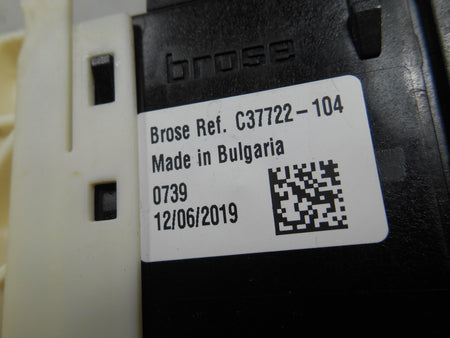 brose
Brose Ref. C37722-104
Made in Bulgaria
0739
12/06/2019